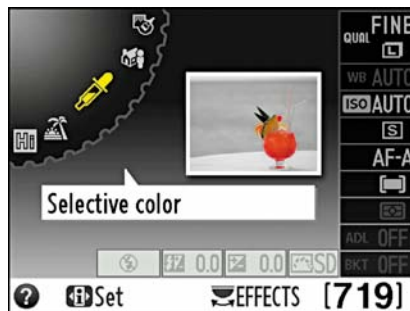 QUAL FINE
L
WB AUTO
ISO AUTO
S
AF-A
Hi
Selective color
0.0 0.0 SD
ADL OFF
BKT OFF
? Set EFFECTS [719]